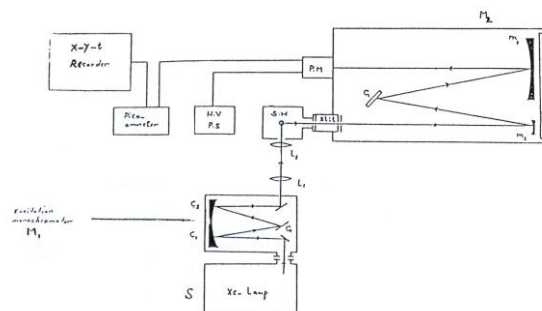 M₂
X-Y-t
Recorder
P.M
m₁
G
Pico-
ammeter
H.V
P.S
S.H
slit
m₂
L₂
L₁
Excitation
monochromator
M₁
C₂
G
C₁
S
Xe-Lamp